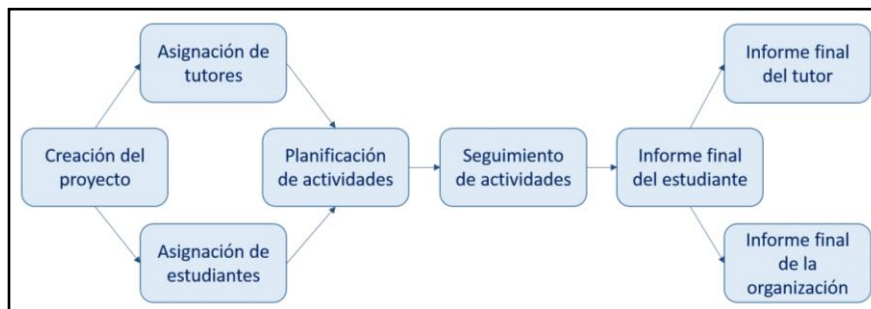 Creación del
proyecto
Asignación de
tutores
Asignación de
estudiantes
Planificación
de actividades
Seguimiento
de actividades
Informe final
del estudiante
Informe final
del tutor
Informe final
de la
organización